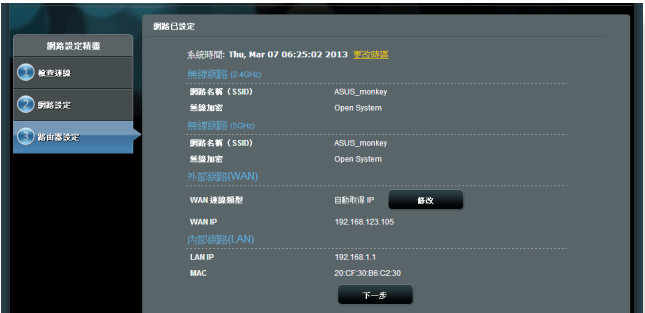 網路已設定
網路設定精靈
1 檢查連線
2 網路設定
3 路由器設定
系統時間: Thu, Mar 07 06:25:02 2013 更改時區
無線網路 (2.4GHz)
網路名稱（SSID） ASUS_monkey
無線加密 Open System
無線網路 (5GHz)
網路名稱（SSID） ASUS_monkey
無線加密 Open System
外部網路(WAN)
WAN 連線類型 自動取得 IP 修改
WAN IP 192.168.123.105
內部網路(LAN)
LAN IP 192.168.1.1
MAC 20:CF:30:B6:C2:30
下一步